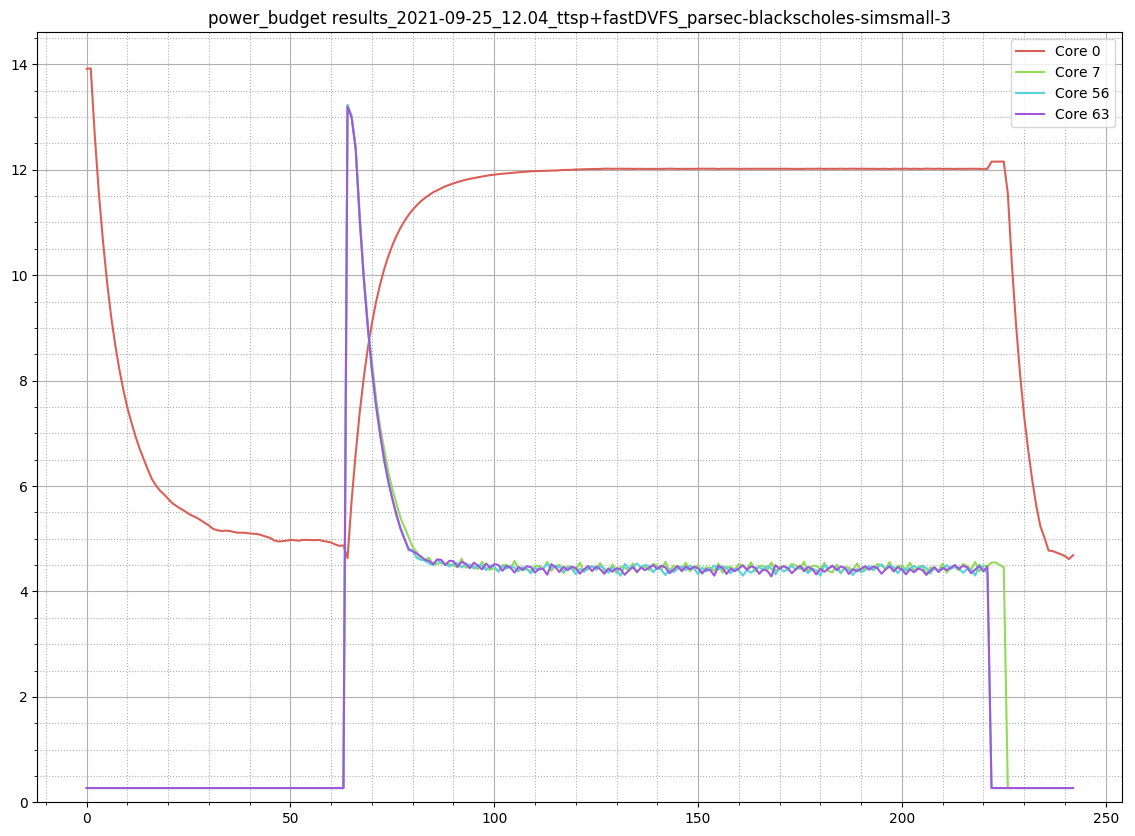 power_budget results_2021-09-25_12.04_ttsp+fastDVFS_parsec-blackscholes-simsmall-3
Core 0
Core 7
Core 56
Core 63
14
12
10
8
6
4
2
0
0
50
100
150
200
250